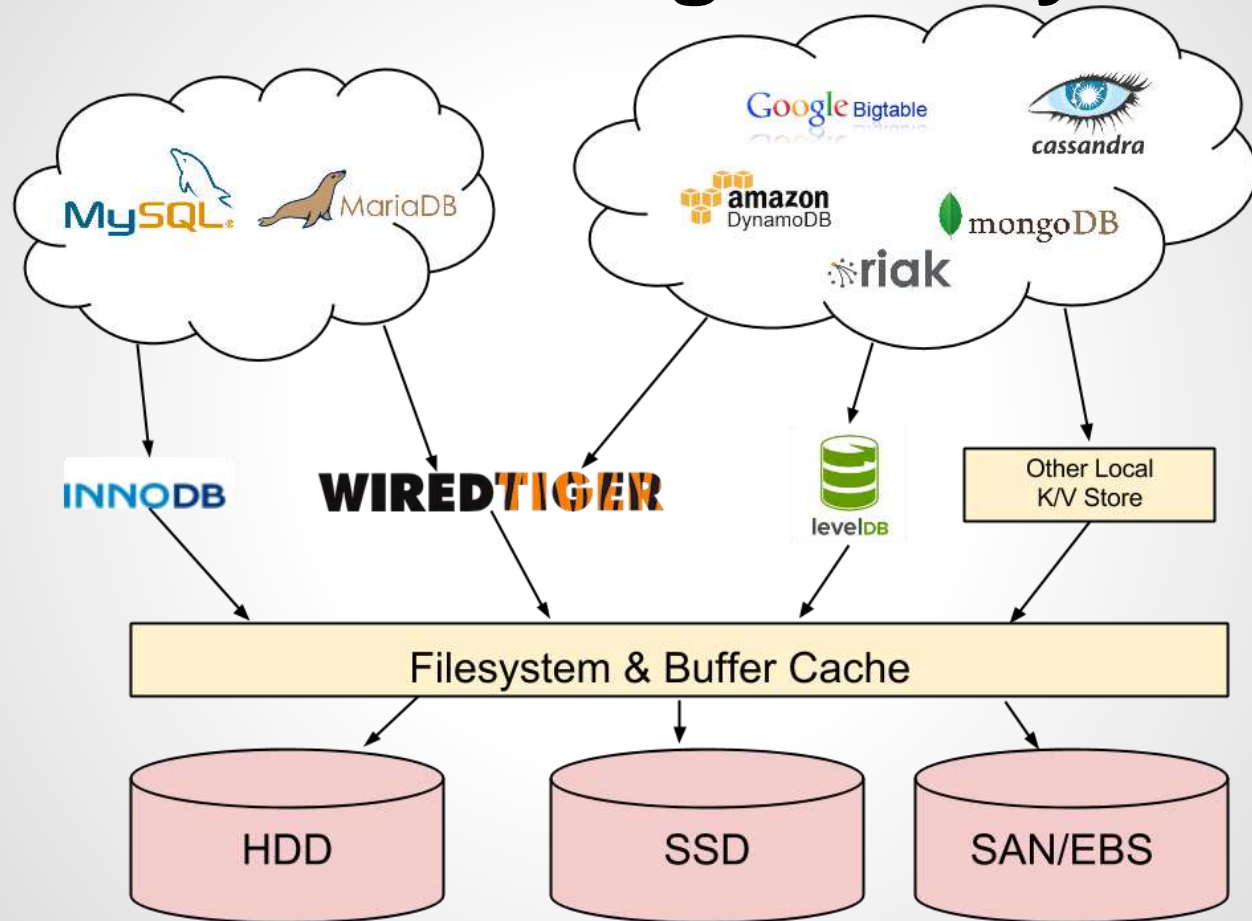 Google Bigtable
cassandra
amazon
DynamoDB
MySQL
MariaDB
mongoDB
riak
INNODB
WIREDTIGER
levelDB
Other Local
K/V Store
Filesystem & Buffer Cache
HDD
SSD
SAN/EBS